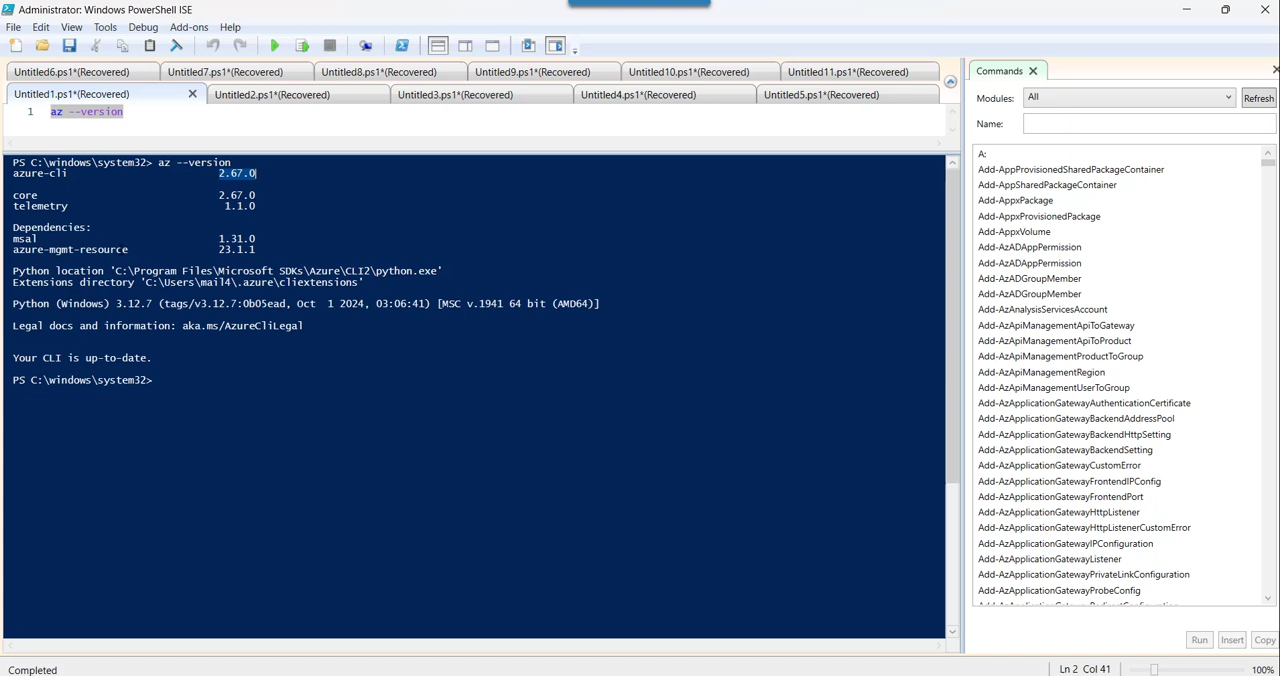 Administrator: Windows PowerShell ISE
File Edit View Tools Debug Add-ons Help
Untitled6.ps1*(Recovered) Untitled7.ps1*(Recovered) Untitled8.ps1*(Recovered) Untitled9.ps1*(Recovered) Untitled10.ps1*(Recovered) Untitled11.ps1*(Recovered)
Untitled1.ps1*(Recovered) Untitled2.ps1*(Recovered) Untitled3.ps1*(Recovered) Untitled4.ps1*(Recovered) Untitled5.ps1*(Recovered)
1 az --version
PS C:\windows\system32> az --version
azure-cli 2.67.0
core 2.67.0
telemetry 1.1.0
Dependencies:
msal 1.31.0
azure-mgmt-resource 23.1.1
Python location 'C:\Program Files\Microsoft SDKs\Azure\CLI2\python.exe'
Extensions directory 'C:\Users\mail4\.azure\cliextensions'
Python (Windows) 3.12.7 (tags/v3.12.7:0b05ead, Oct 1 2024, 03:06:41) [MSC v.1941 64 bit (AMD64)]
Legal docs and information: aka.ms/AzureCliLegal
Your CLI is up-to-date.
PS C:\windows\system32>
Commands
Modules: All Refresh
Name:
A:
Add-AppProvisionedSharedPackageContainer
Add-AppSharedPackageContainer
Add-AppxPackage
Add-AppxProvisionedPackage
Add-AppxVolume
Add-AzADAppPermission
Add-AzADAppPermission
Add-AzADGroupMember
Add-AzADGroupMember
Add-AzAnalysisServicesAccount
Add-AzApiManagementApiToGateway
Add-AzApiManagementApiToProduct
Add-AzApiManagementProductToGroup
Add-AzApiManagementRegion
Add-AzApiManagementUserToGroup
Add-AzApplicationGatewayAuthenticationCertificate
Add-AzApplicationGatewayBackendAddressPool
Add-AzApplicationGatewayBackendHttpSetting
Add-AzApplicationGatewayBackendSetting
Add-AzApplicationGatewayCustomError
Add-AzApplicationGatewayFrontendIPConfig
Add-AzApplicationGatewayFrontendPort
Add-AzApplicationGatewayHttpListener
Add-AzApplicationGatewayHttpListenerCustomError
Add-AzApplicationGatewayIPConfiguration
Add-AzApplicationGatewayListener
Add-AzApplicationGatewayPrivateLinkConfiguration
Add-AzApplicationGatewayProbeConfig
Run Insert Copy
Completed Ln 2 Col 41 100%